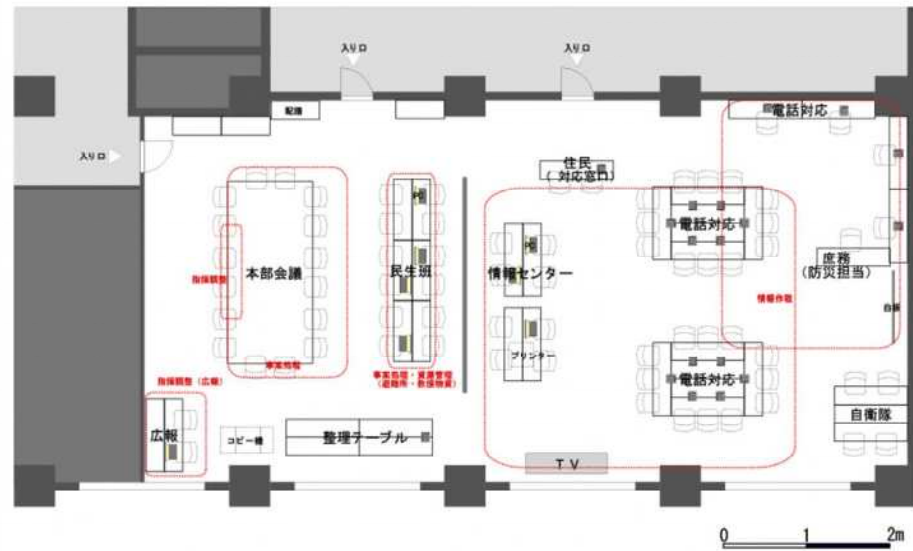 入り口
入り口
入り口
配膳
電話対応
住民
(対応窓口)
PC
電話対応
本部会議
指揮調整
民生班
PC
情報センター
庶務
(防災担当)
情報作戦
白板
事案処理
プリンター
事案処理・資源管理
(避難所・救援物資)
指揮調整(広報)
電話対応
自衛隊
広報
コピー機
整理テーブル
TV
0 1 2m